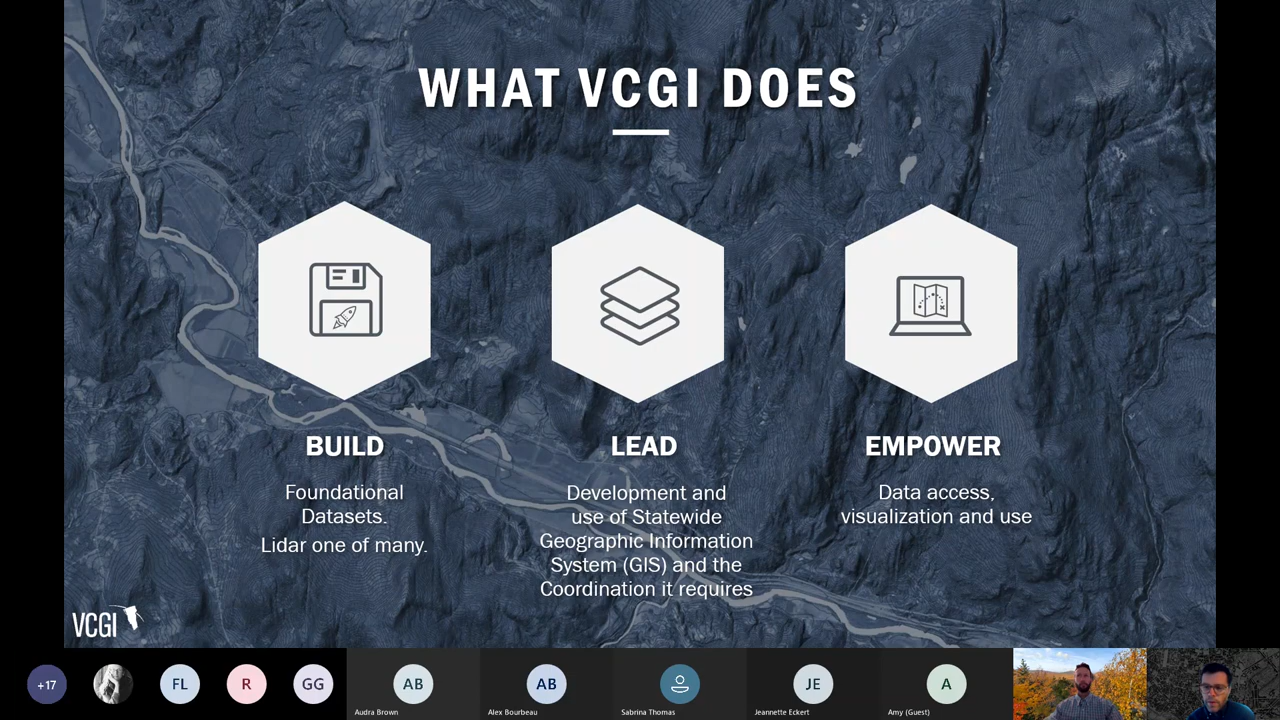 WHAT VCGI DOES
BUILD
Foundational
Datasets.
Lidar one of many.
LEAD
Development and
use of Statewide
Geographic Information
System (GIS) and the
Coordination it requires
EMPOWER
Data access,
visualization and use
VCGI
+17
FL
R
GG
AB
Audra Brown
AB
Alex Bourbeau
Sabrina Thomas
JE
Jeannette Eckert
A
Amy (Guest)